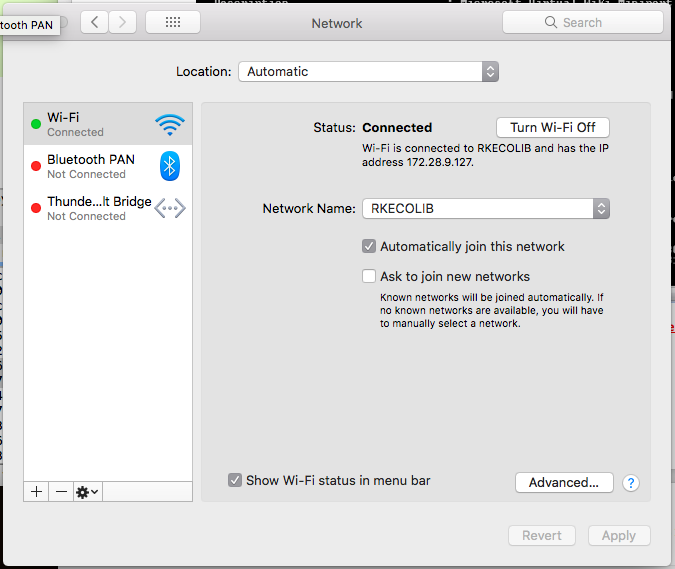 Description : Microsoft Virtual WiFi Miniport
tooth PAN
Network
Search
Location: Automatic
Wi-Fi
Connected
Bluetooth PAN
Not Connected
Thunde...lt Bridge
Not Connected
Status: Connected
Turn Wi-Fi Off
Wi-Fi is connected to RKECOLIB and has the IP
address 172.28.9.127.
Network Name: RKECOLIB
Automatically join this network
Ask to join new networks
Known networks will be joined automatically. If
no known networks are available, you will have
to manually select a network.
Show Wi-Fi status in menu bar
Advanced...
?
Revert
Apply